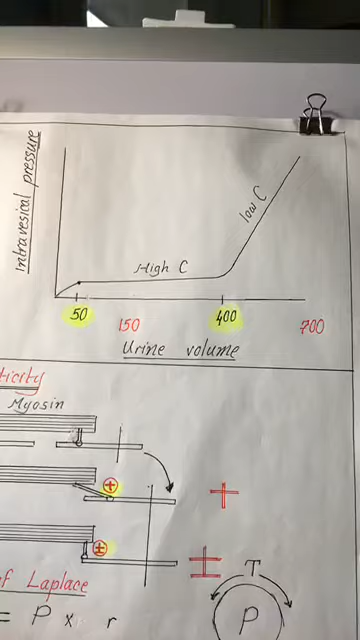 Intravesical pressure
low C
High C
50 150 400 700
Urine volume
ticity
Myosin
+
+
±
±
of Laplace
T
= P x r
P